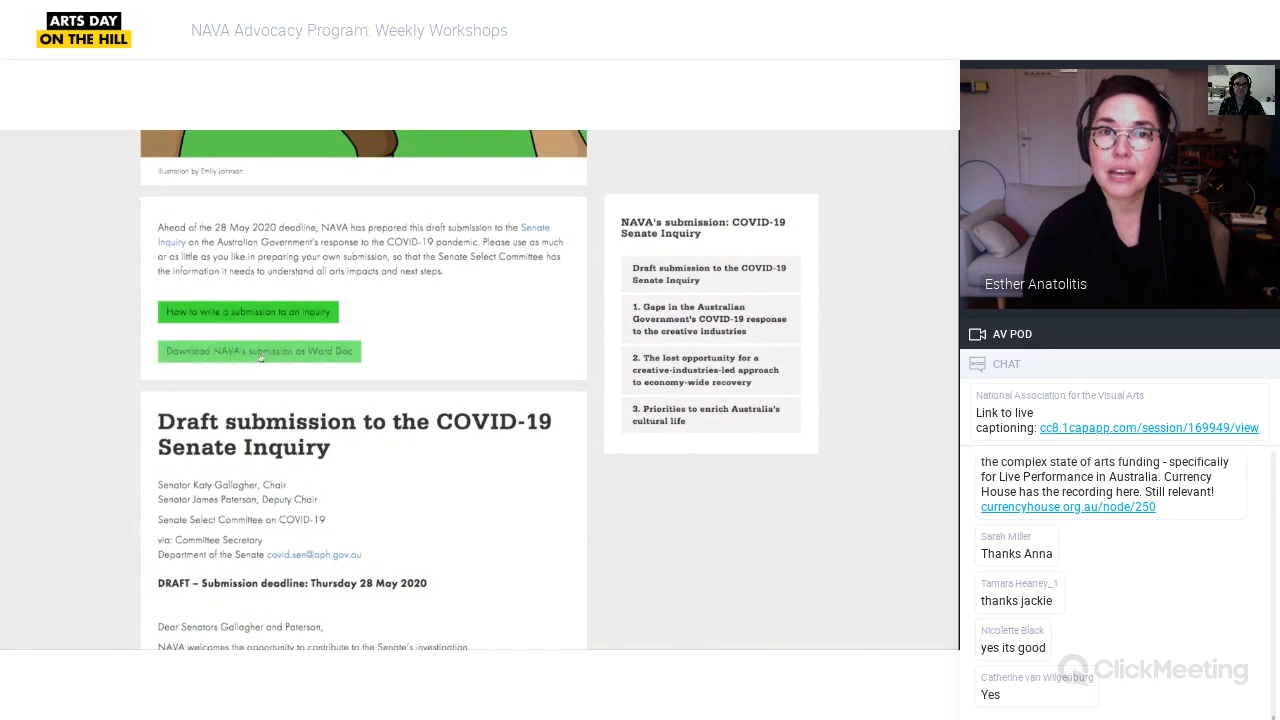 ARTS DAY
ON THE HILL
NAVA Advocacy Program: Weekly Workshops
Illustration by Emily Johnson.
Ahead of the 28 May 2020 deadline, NAVA has prepared this draft submission to the Senate
Inquiry on the Australian Government's response to the COVID-19 pandemic. Please use as much
or as little as you like in preparing your own submission, so that the Senate Select Committee has
the information it needs to understand all arts impacts and next steps.
How to write a submission to an inquiry
Download NAVA's submission as Word Doc
Draft submission to the COVID-19
Senate Inquiry
Senator Katy Gallagher, Chair
Senator James Paterson, Deputy Chair
Senate Select Committee on COVID-19
via: Committee Secretary
Department of the Senate covid.sen@aph.gov.au
DRAFT – Submission deadline: Thursday 28 May 2020
Dear Senators Gallagher and Paterson,
NAVA welcomes the opportunity to contribute to the Senate's investigation.
NAVA's submission: COVID-19
Senate Inquiry
Draft submission to the COVID-19
Senate Inquiry
1. Gaps in the Australian
Government's COVID-19 response
to the creative industries
2. The lost opportunity for a
creative-industries-led approach
to economy-wide recovery
3. Priorities to enrich Australia's
cultural life
Esther Anatolitis
AV POD
CHAT
National Association for the Visual Arts
Link to live
captioning: cc8.1capapp.com/session/169949/view
the complex state of arts funding - specifically
for Live Performance in Australia. Currency
House has the recording here. Still relevant!
currencyhouse.org.au/node/250
Sarah Miller
Thanks Anna
Tamara Heaney_1
thanks jackie
Nicolette Black
yes its good
Catherine van Wilgenburg
Yes
ClickMeeting